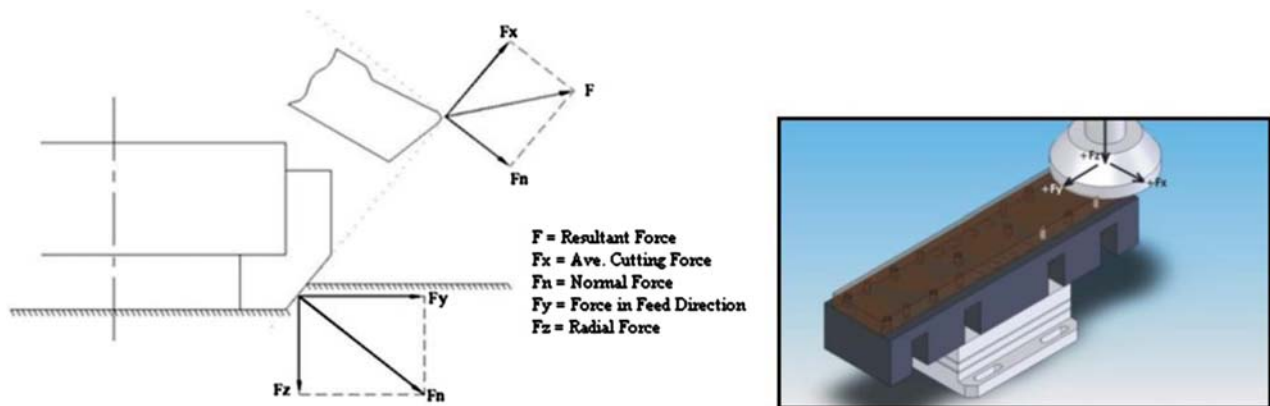 Fx
F
Fn
F = Resultant Force
Fx = Ave. Cutting Force
Fn = Normal Force
Fy = Force in Feed Direction
Fz = Radial Force
Fy
Fz
Fn
+Fz
+Fy
+Fx